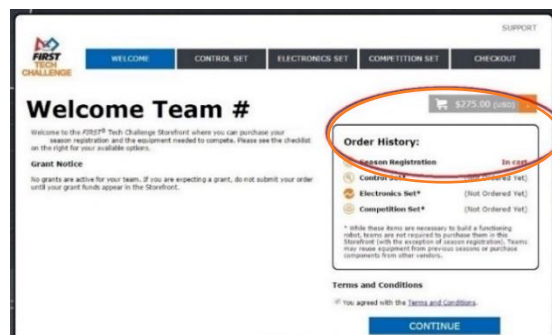 SUPPORT
FIRST
TECH
CHALLENGE
WELCOME
CONTROL SET
ELECTRONICS SET
COMPETITION SET
CHECKOUT
$275.00 (USD)
Welcome Team #
Welcome to the FIRST® Tech Challenge Storefront where you can purchase your
season registration and the equipment needed to compete. Please see the checklist
on the right for your available options.
Grant Notice
No grants are active for your team. If you are expecting a grant, do not submit your order
until your grant funds appear in the Storefront.
Order History:
Season Registration In cart
Control Set* (Not Ordered Yet)
Electronics Set* (Not Ordered Yet)
Competition Set* (Not Ordered Yet)
* While these items are necessary to build a functioning
robot, teams are not required to purchase them in this
Storefront (with the exception of season registration). Teams
may reuse equipment from previous seasons or purchase
components from other vendors.
Terms and Conditions
You agreed with the Terms and Conditions.
CONTINUE